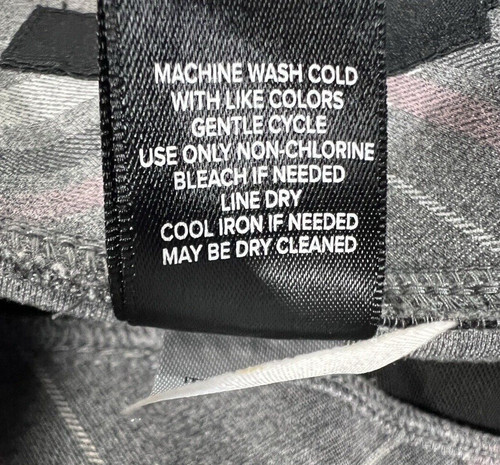 MACHINE WASH COLD
WITH LIKE COLORS
GENTLE CYCLE
USE ONLY NON-CHLORINE
BLEACH IF NEEDED
LINE DRY
COOL IRON IF NEEDED
MAY BE DRY CLEANED